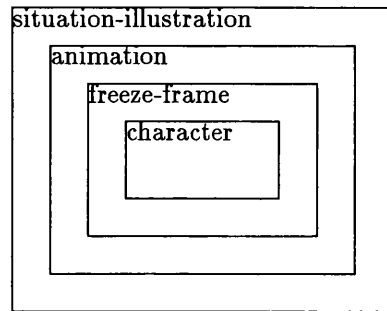 situation-illustration
animation
freeze-frame
character